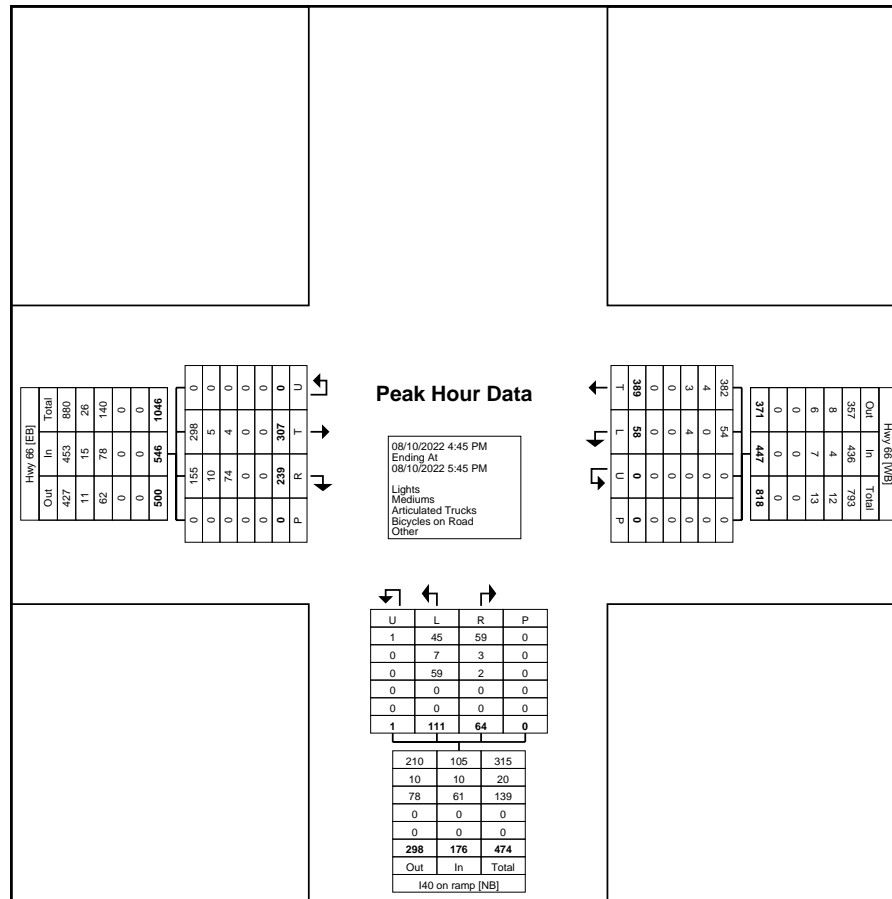 Peak Hour Data
08/10/2022 4:45 PM
Ending At
08/10/2022 5:45 PM
Lights
Mediums
Articulated Trucks
Bicycles on Road
Other
U T R P
0 307 239 0
0 0 0 0
0 0 0 0
0 4 74 0
0 5 10 0
0 298 155 0
1046 546 500
0 0 0
0 0 0
140 78 62
26 15 11
880 453 427
Total In Out
Hwy 66 [EB]
Hwy 66 [WB]
Out In Total
357 436 793
8 4 12
6 7 13
0 0 0
0 0 0
371 447 818
382 54 0 0
4 0 0 0
3 4 0 0
0 0 0 0
0 0 0 0
389 58 0 0
T L U P
U L R P
1 45 59 0
0 7 3 0
0 59 2 0
0 0 0 0
0 0 0 0
1 111 64 0
210 105 315
10 10 20
78 61 139
0 0 0
0 0 0
298 176 474
Out In Total
I40 on ramp [NB]